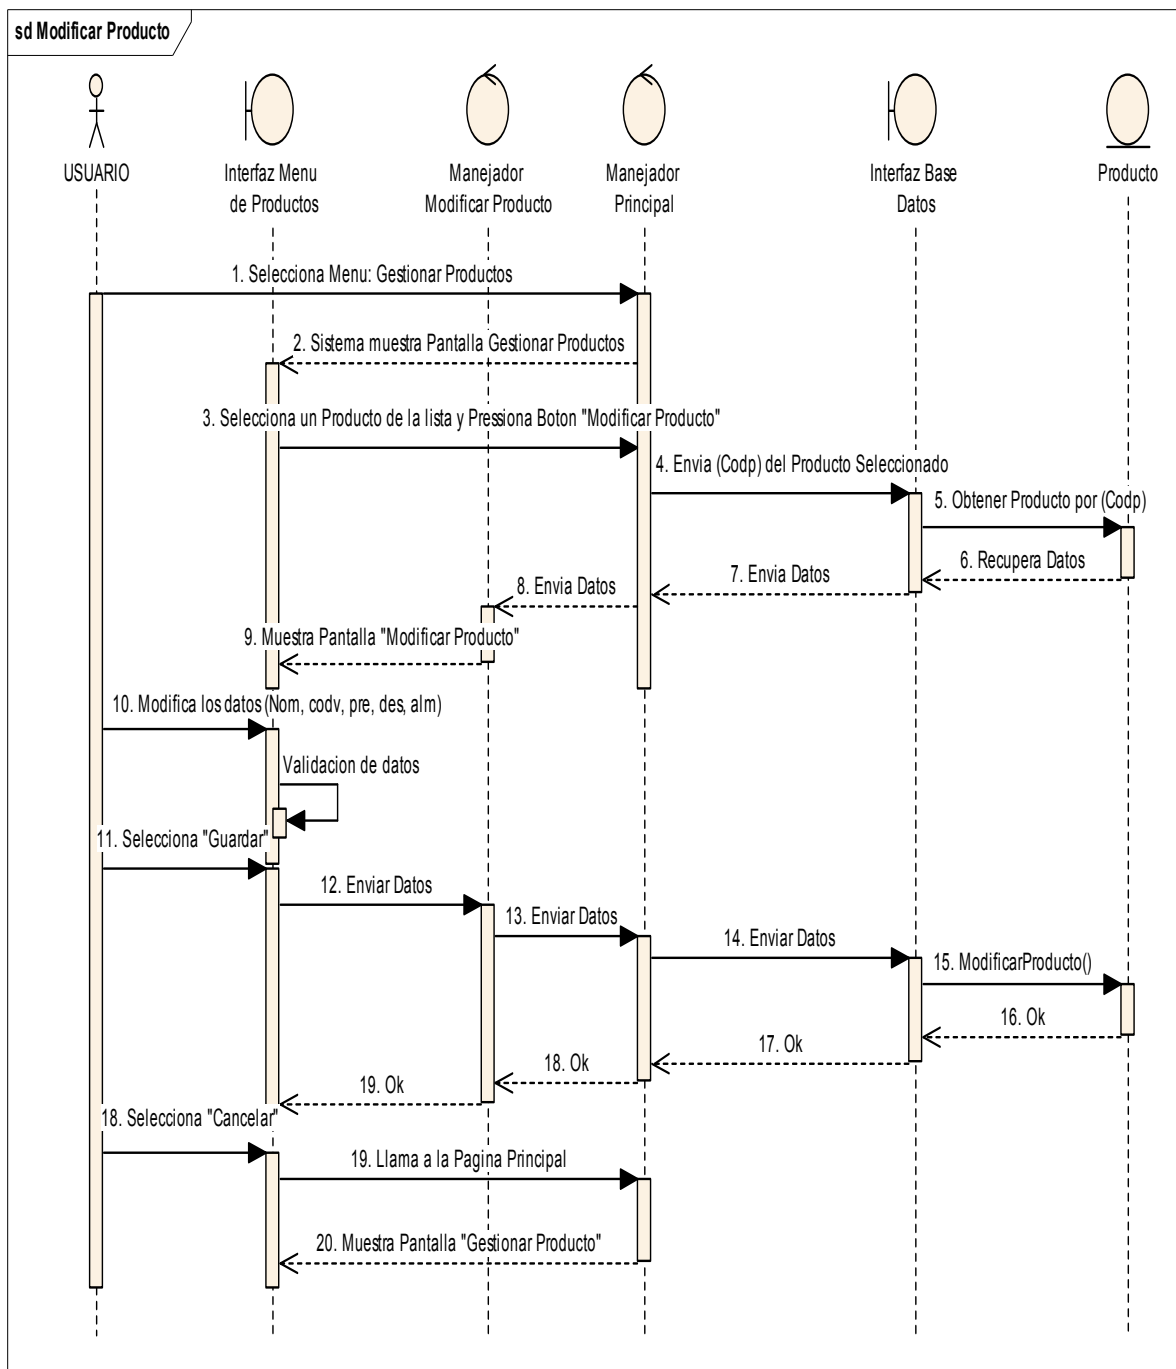 sd Modificar Producto
USUARIO
Interfaz Menu
de Productos
Manejador
Modificar Producto
Manejador
Principal
Interfaz Base
Datos
Producto
1. Selecciona Menu: Gestionar Productos
2. Sistema muestra Pantalla Gestionar Productos
3. Selecciona un Producto de la lista y Pressiona Boton "Modificar Producto"
4. Envia (Codp) del Producto Seleccionado
5. Obtener Producto por (Codp)
6. Recupera Datos
7. Envia Datos
8. Envia Datos
9. Muestra Pantalla "Modificar Producto"
10. Modifica los datos (Nom, codv, pre, des, alm)
Validacion de datos
11. Selecciona "Guardar"
12. Enviar Datos
13. Enviar Datos
14. Enviar Datos
15. ModificarProducto()
16. Ok
17. Ok
18. Ok
19. Ok
18. Selecciona "Cancelar"
19. Llama a la Pagina Principal
20. Muestra Pantalla "Gestionar Producto"